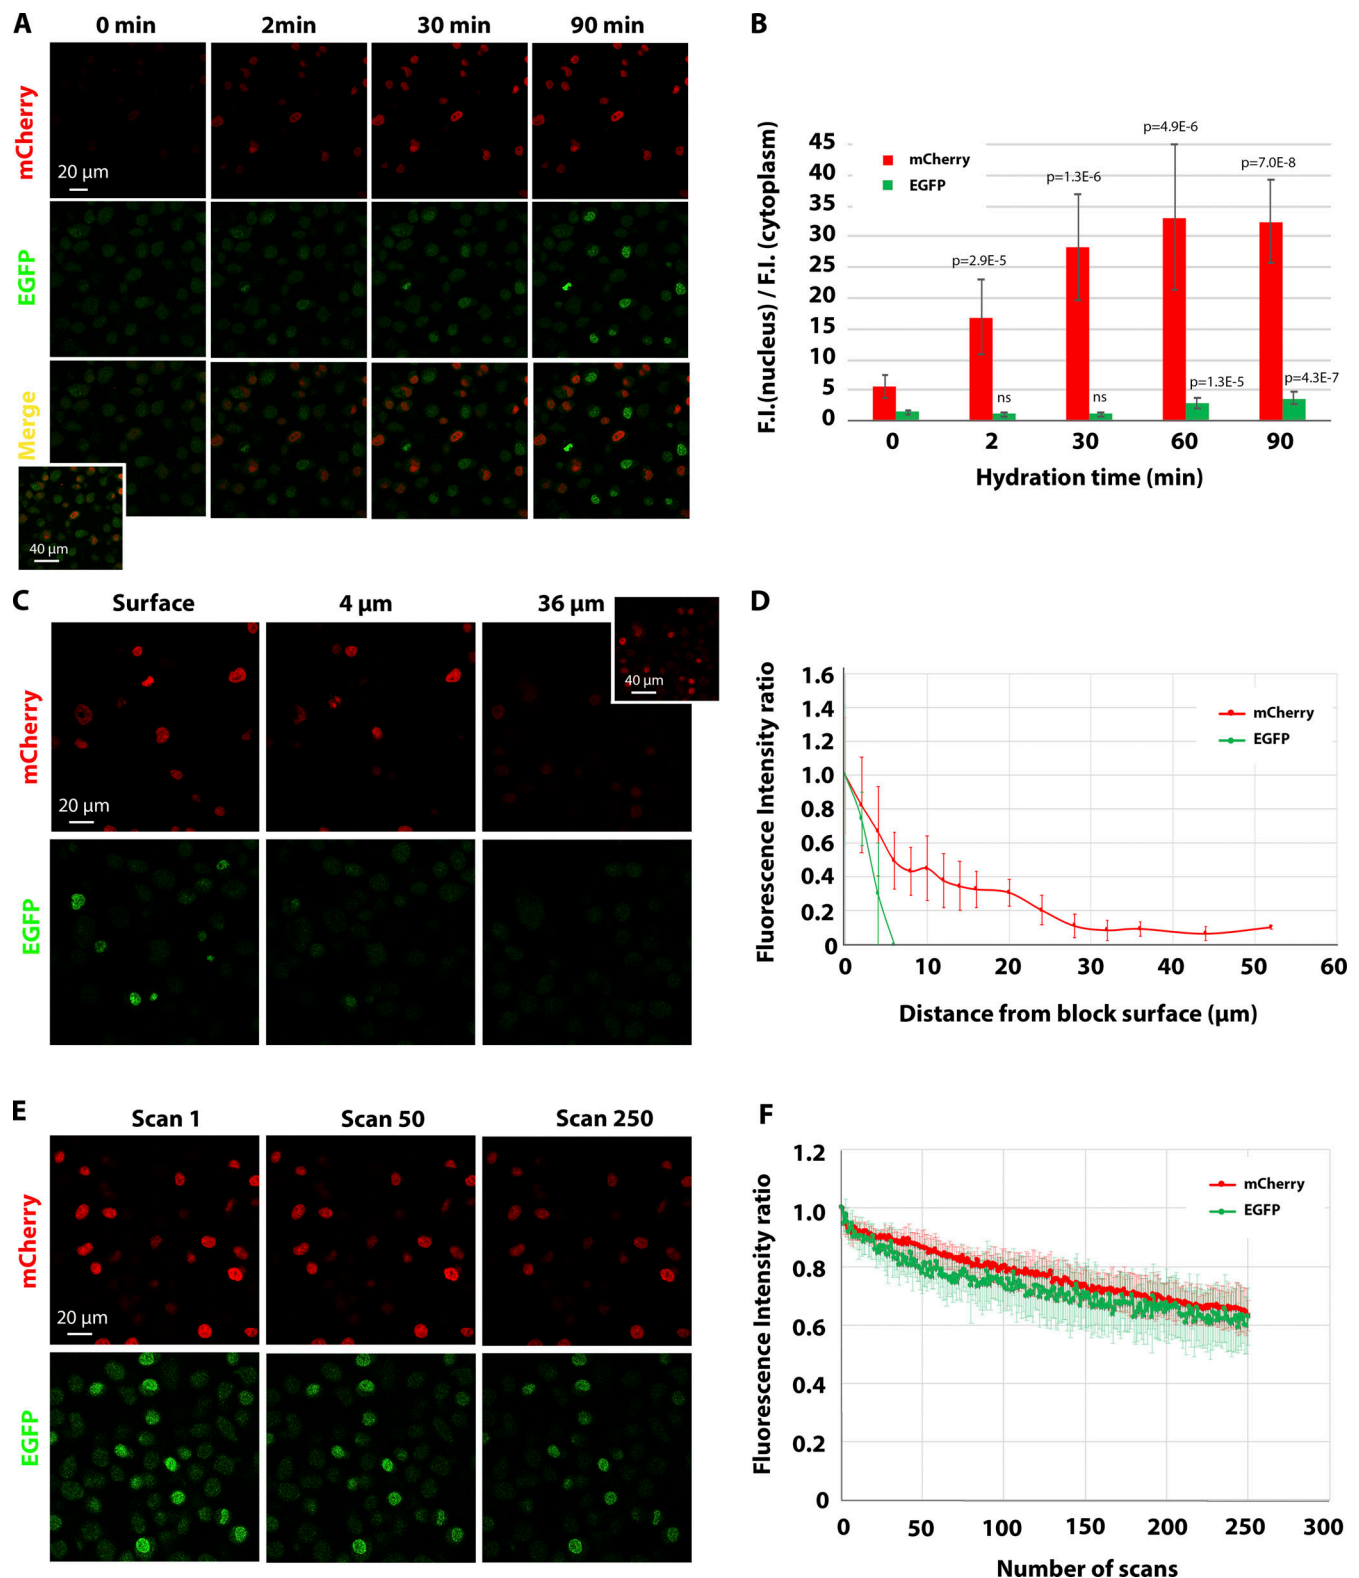 A
0 min 2min 30 min 90 min
mCherry
20 µm
EGFP
Merge
40 µm
B
F.I.(nucleus) / F.I. (cytoplasm)
45
40
35
30
25
20
15
10
5
0
mCherry
EGFP
p=2.9E-5
p=1.3E-6
p=4.9E-6
p=7.0E-8
ns
ns
p=1.3E-5
p=4.3E-7
0 2 30 60 90
Hydration time (min)
C
Surface 4 µm 36 µm
mCherry
20 µm
40 µm
EGFP
D
Fluorescence Intensity ratio
1.6
1.4
1.2
1.0
0.8
0.6
0.4
0.2
0
mCherry
EGFP
0 10 20 30 40 50 60
Distance from block surface (µm)
E
Scan 1 Scan 50 Scan 250
mCherry
20 µm
EGFP
F
Fluorescence Intensity ratio
1.2
1.0
0.8
0.6
0.4
0.2
0
mCherry
EGFP
0 50 100 150 200 250 300
Number of scans